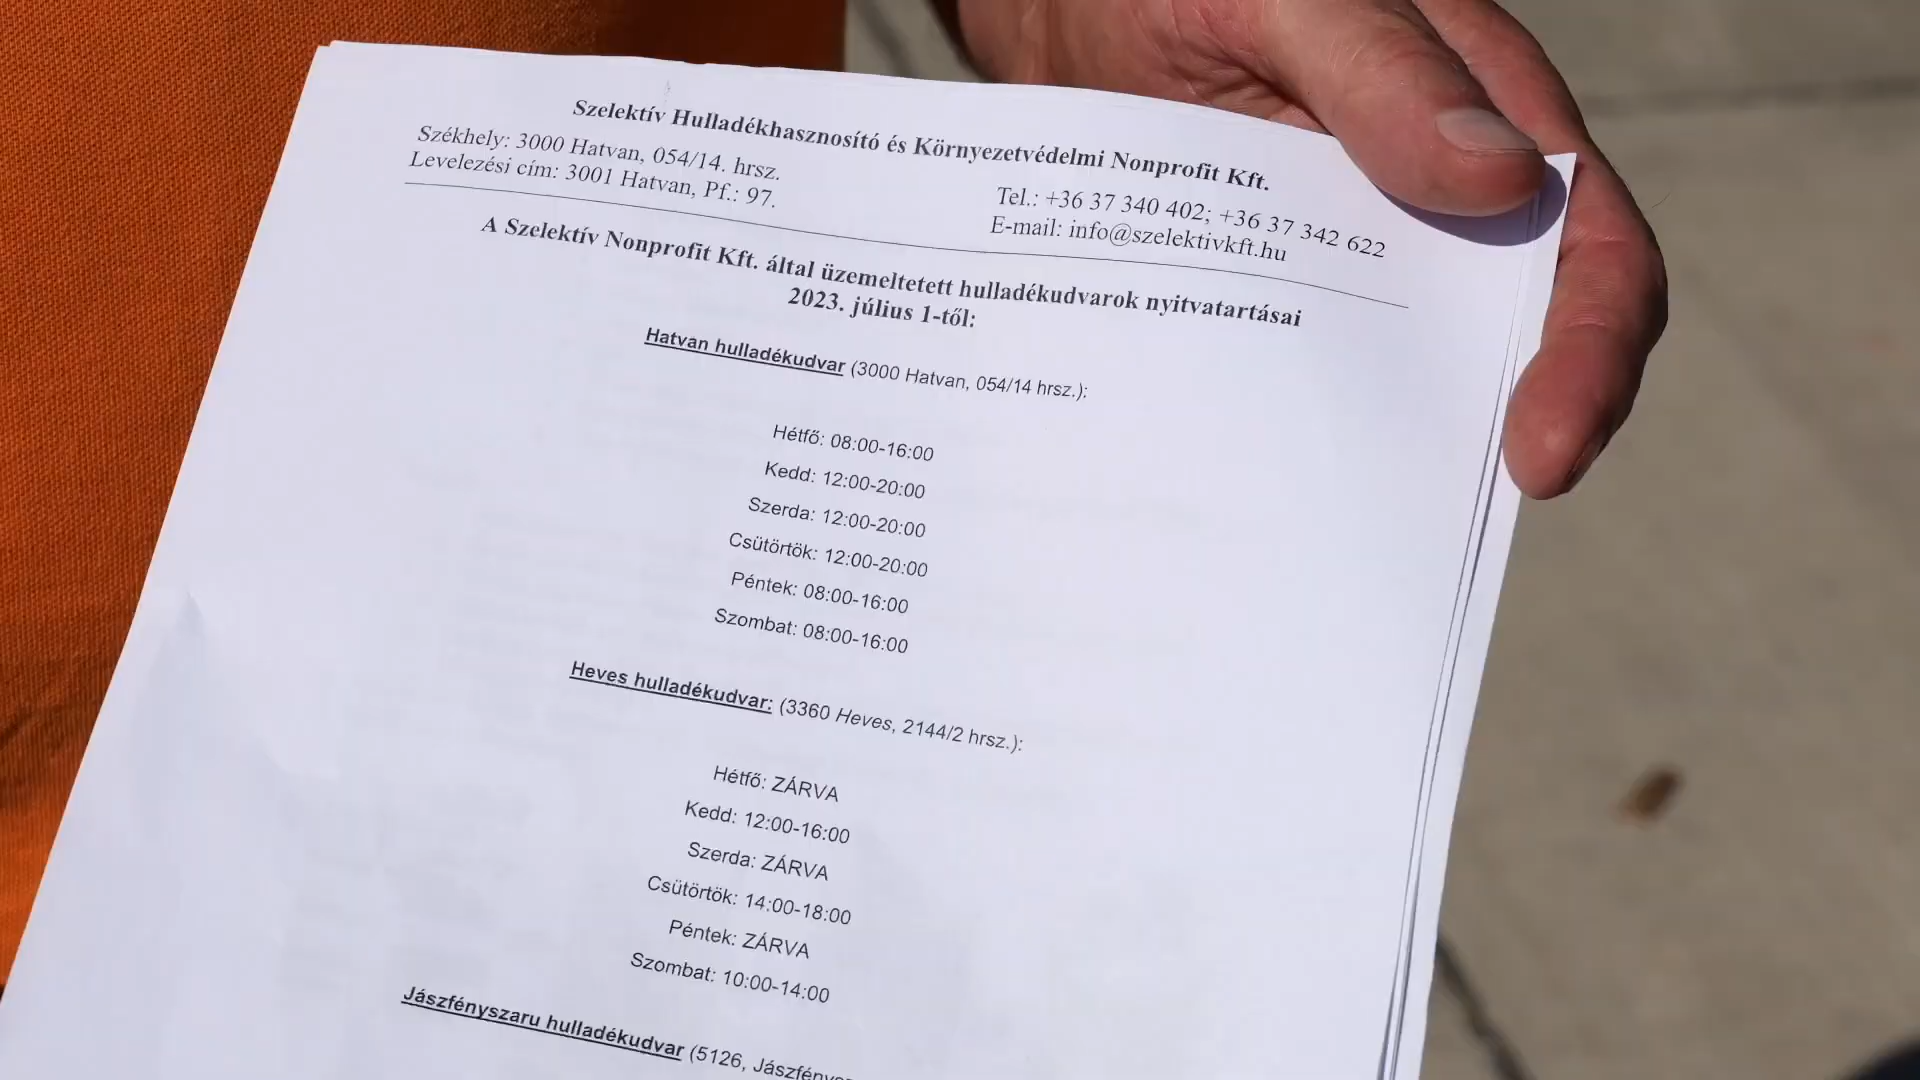 Szelektív Hulladékhasznosító és Környezetvédelmi Nonprofit Kft.
Székhely: 3000 Hatvan, 054/14. hrsz.
Levelezési cím: 3001 Hatvan, Pf.: 97.
Tel.: +36 37 340 402; +36 37 342 622
E-mail: info@szelektivkft.hu
A Szelektív Nonprofit Kft. által üzemeltetett hulladékudvarok nyitvatartásai
2023. július 1-től:
Hatvan hulladékudvar (3000 Hatvan, 054/14 hrsz.):
Hétfő: 08:00-16:00
Kedd: 12:00-20:00
Szerda: 12:00-20:00
Csütörtök: 12:00-20:00
Péntek: 08:00-16:00
Szombat: 08:00-16:00
Heves hulladékudvar: (3360 Heves, 2144/2 hrsz.):
Hétfő: ZÁRVA
Kedd: 12:00-16:00
Szerda: ZÁRVA
Csütörtök: 14:00-18:00
Péntek: ZÁRVA
Szombat: 10:00-14:00
Jászfényszaru hulladékudvar (5126, Jászfénys